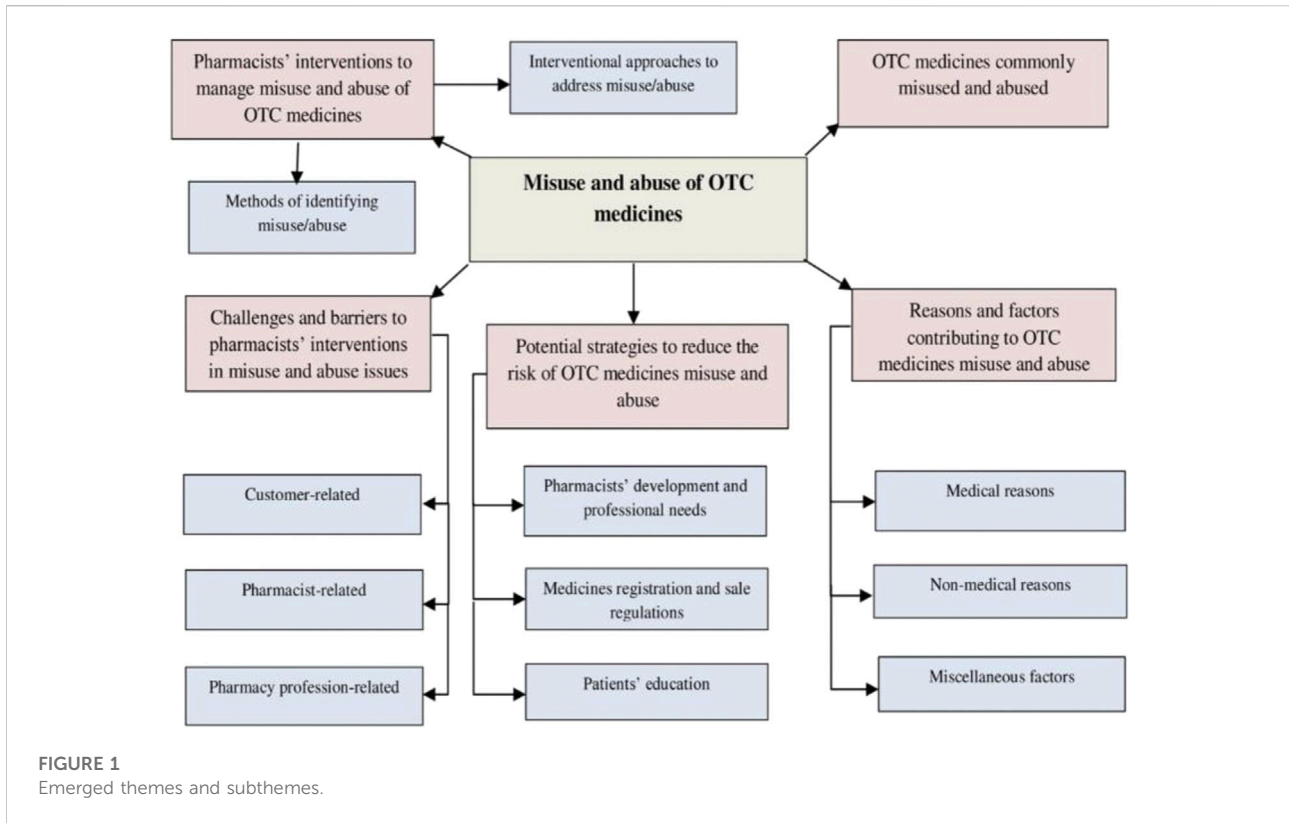 Pharmacists' interventions to
manage misuse and abuse of
OTC medicines
Interventional approaches to
address misuse/abuse
OTC medicines commonly
misused and abused
Misuse and abuse of OTC
medicines
Methods of identifying
misuse/abuse
Challenges and barriers to
pharmacists' interventions
in misuse and abuse issues
Potential strategies to reduce the
risk of OTC medicines misuse and
abuse
Reasons and factors
contributing to OTC
medicines misuse and abuse
Customer-related
Pharmacist-related
Pharmacy profession-related
Pharmacists' development and
professional needs
Medicines registration and sale
regulations
Patients' education
Medical reasons
Non-medical reasons
Miscellaneous factors
FIGURE 1
Emerged themes and subthemes.